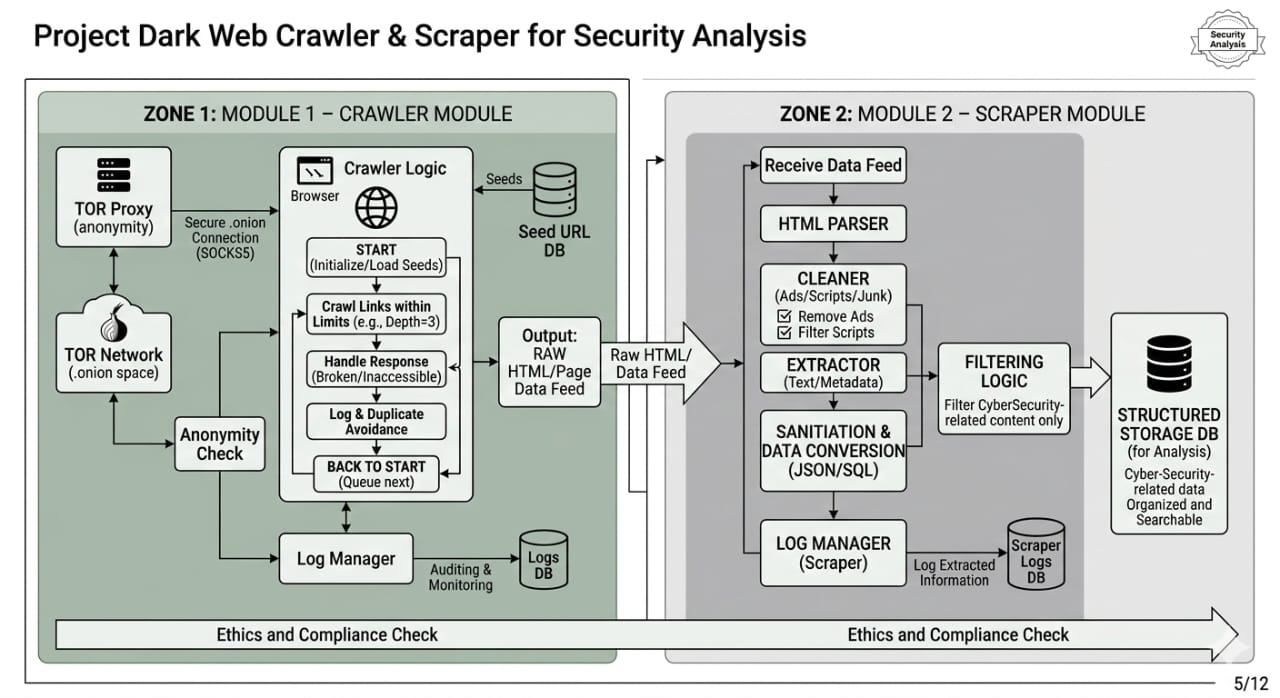 Project Dark Web Crawler & Scraper for Security Analysis
Security
Analysis
ZONE 1: MODULE 1 – CRAWLER MODULE
TOR Proxy
(anonymity)
Secure .onion
Connection
(SOCKS5)
TOR Network
(.onion space)
Anonymity
Check
Browser
Crawler Logic
START
(Initialize/Load Seeds)
Crawl Links within
Limits (e.g., Depth=3)
Handle Response
(Broken/Inaccessible)
Log & Duplicate
Avoidance
BACK TO START
(Queue next)
Seeds
Seed URL
DB
Output:
RAW
HTML/Page
Data Feed
Log Manager
Auditing &
Monitoring
Logs
DB
Raw HTML/
Data Feed
ZONE 2: MODULE 2 – SCRAPER MODULE
Receive Data Feed
HTML PARSER
CLEANER
(Ads/Scripts/Junk)
Remove Ads
Filter Scripts
EXTRACTOR
(Text/Metadata)
SANITIATION &
DATA CONVERSION
(JSON/SQL)
LOG MANAGER
(Scraper)
Log Extracted
Information
Scraper
Logs
DB
FILTERING
LOGIC
Filter CyberSecurity-
related content only
STRUCTURED
STORAGE DB
(for Analysis)
Cyber-Security-
related data
Organized and
Searchable
Ethics and Compliance Check
Ethics and Compliance Check
5/12